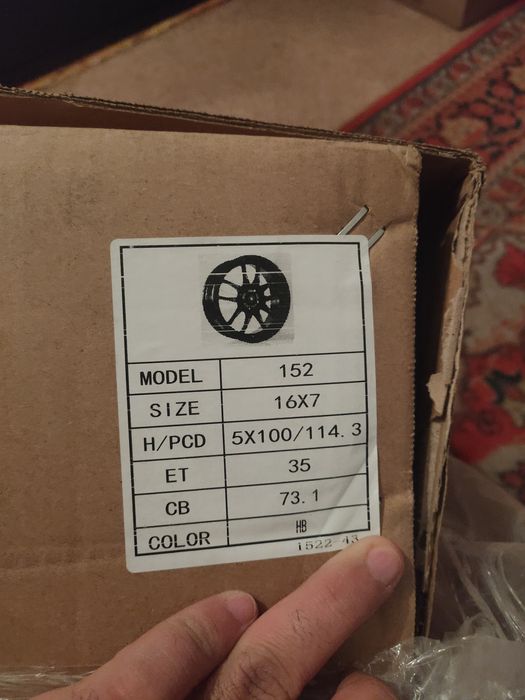 MODEL 152
SIZE 16X7
H/PCD 5X100/114.3
ET 35
CB 73.1
COLOR HB
1522-43